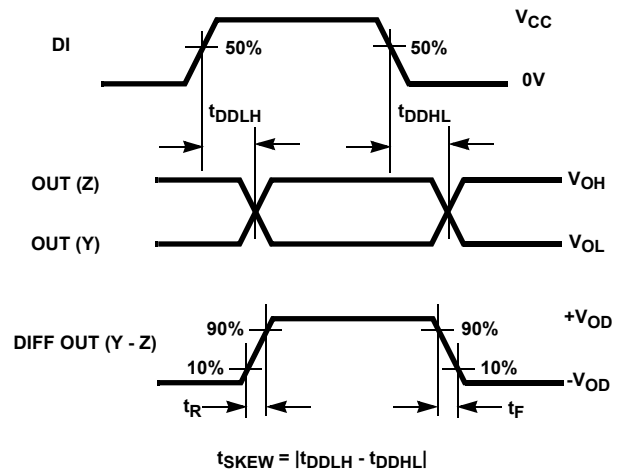 DI
VCC
50%
50%
0V
tDDLH
tDDHL
OUT (Z)
VOH
OUT (Y)
VOL
DIFF OUT (Y - Z)
90%
90%
+VOD
10%
10%
-VOD
tR
tF
tSKEW = |tDDLH - tDDHL|